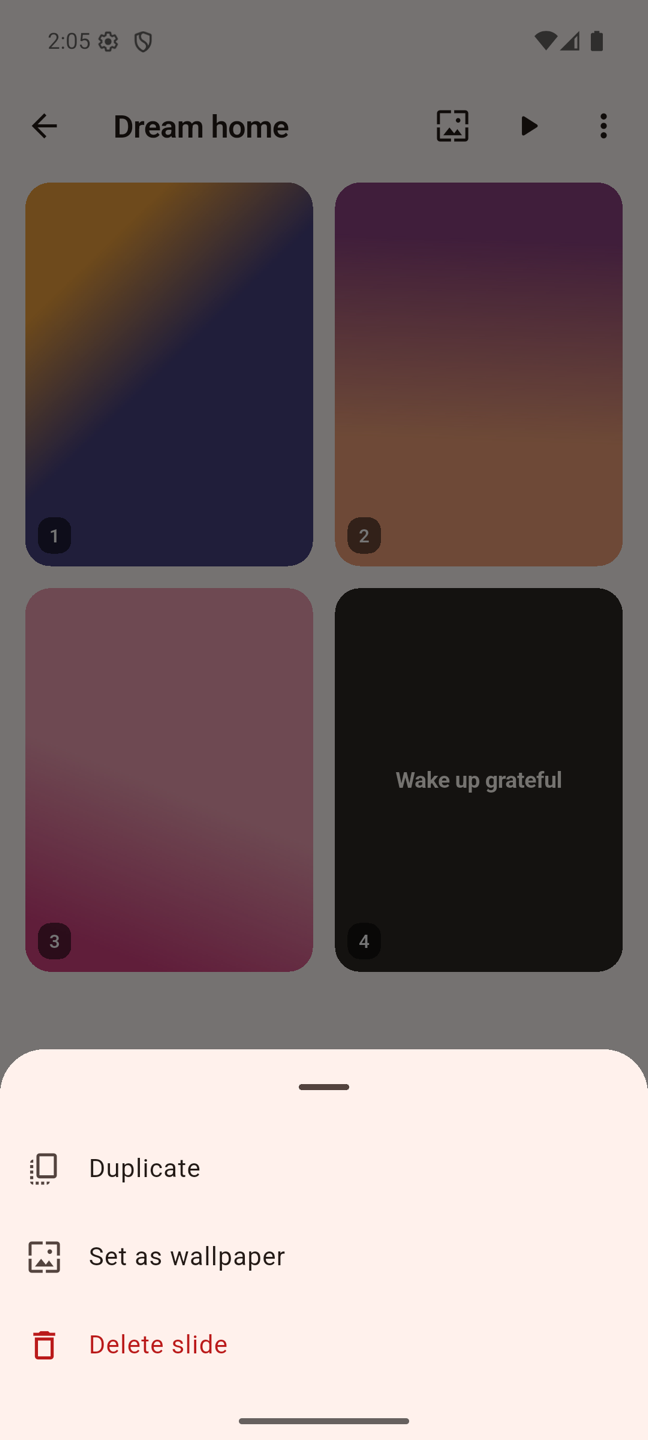 2:05
Dream home
1
2
3
Wake up grateful
4
Duplicate
Set as wallpaper
Delete slide